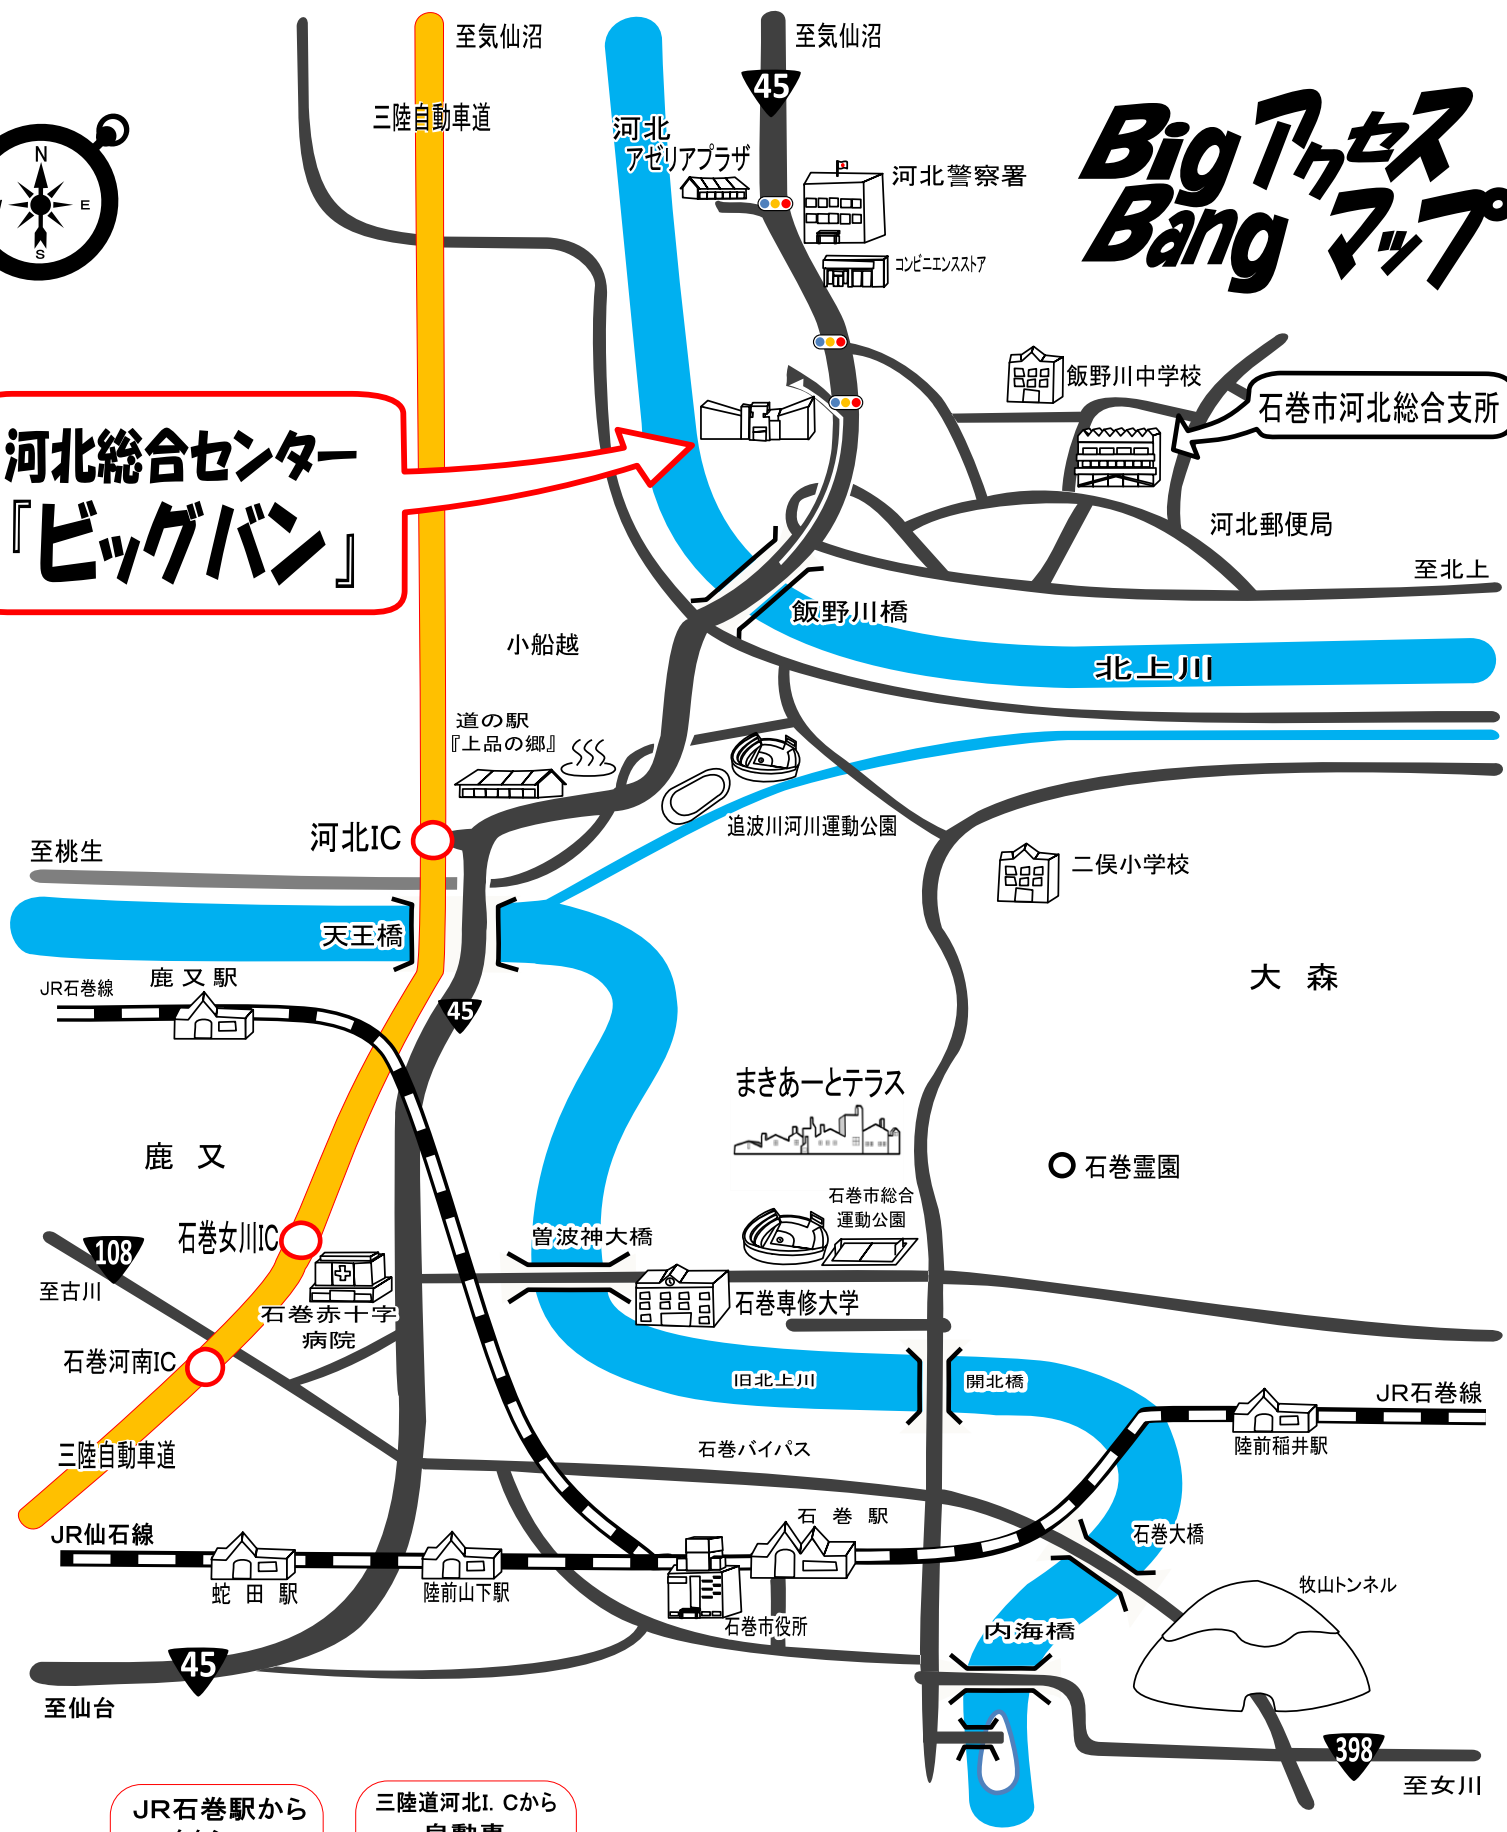 至気仙沼
至気仙沼
45
三陸自動車道
Big アクセス
Bang マップ
河北
アゼリアプラザ
河北警察署
コンビニエンスストア
N
E
S
飯野川中学校
石巻市河北総合支所
河北総合センター
『ビッグバン』
河北郵便局
至北上
飯野川橋
小船越
北上川
道の駅
『上品の郷』
追波川河川運動公園
河北IC
至桃生
二俣小学校
天王橋
鹿又駅
JR石巻線
大森
45
まきあーとテラス
鹿又
石巻霊園
石巻市総合
運動公園
石巻女川IC
曽波神大橋
108
至古川
石巻専修大学
石巻赤十字
病院
石巻河南IC
旧北上川
開北橋
JR石巻線
陸前稲井駅
三陸自動車道
石巻バイパス
石巻駅
石巻大橋
JR仙石線
蛇田駅
陸前山下駅
牧山トンネル
石巻市役所
内海橋
45
至仙台
398
至女川
JR石巻駅から
三陸道河北I. Cから
自動車